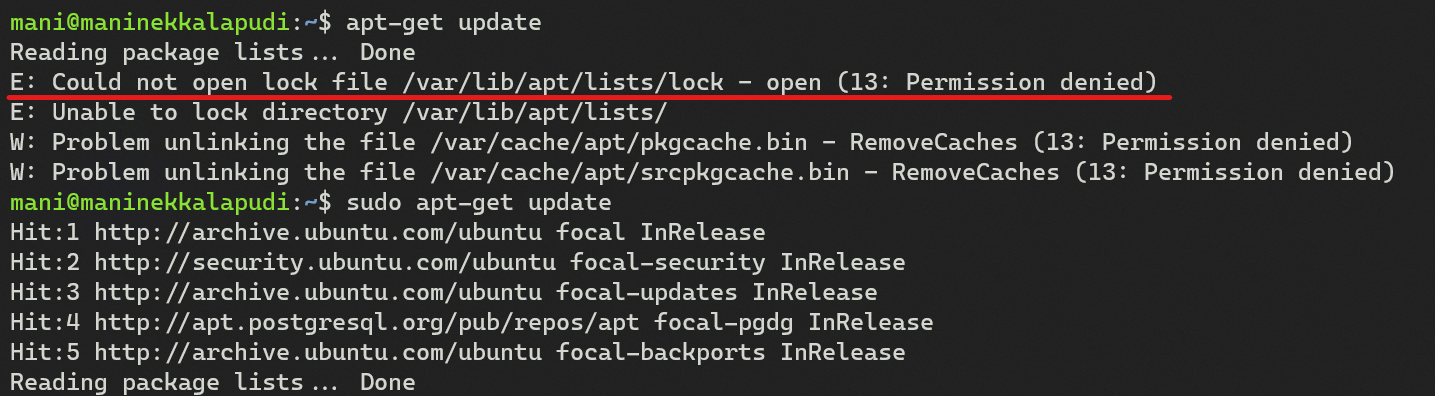 mani@maninekkalapudi:~$ apt-get update
Reading package lists... Done
E: Could not open lock file /var/lib/apt/lists/lock - open (13: Permission denied)
E: Unable to lock directory /var/lib/apt/lists/
W: Problem unlinking the file /var/cache/apt/pkgcache.bin - RemoveCaches (13: Permission denied)
W: Problem unlinking the file /var/cache/apt/srcpkgcache.bin - RemoveCaches (13: Permission denied)
mani@maninekkalapudi:~$ sudo apt-get update
Hit:1 http://archive.ubuntu.com/ubuntu focal InRelease
Hit:2 http://security.ubuntu.com/ubuntu focal-security InRelease
Hit:3 http://archive.ubuntu.com/ubuntu focal-updates InRelease
Hit:4 http://apt.postgresql.org/pub/repos/apt focal-pgdg InRelease
Hit:5 http://archive.ubuntu.com/ubuntu focal-backports InRelease
Reading package lists... Done